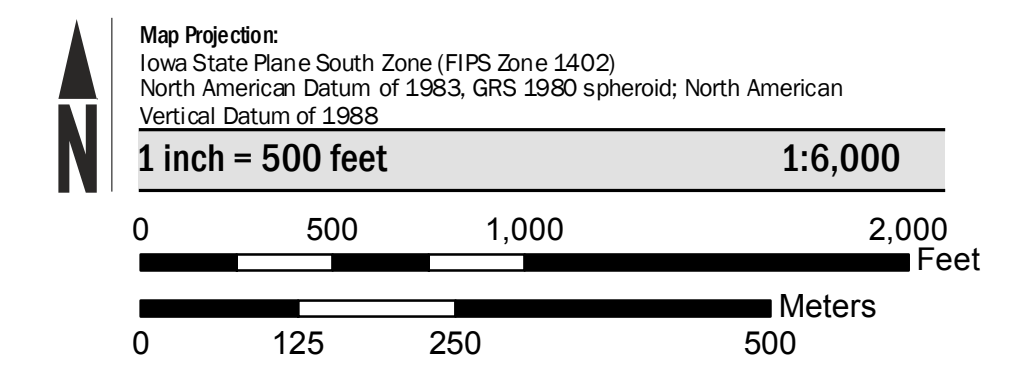 Map Projection:
Iowa State Plane South Zone (FIPS Zone 1402)
North American Datum of 1983, GRS 1980 spheroid; North American
Vertical Datum of 1988
N
1 inch = 500 feet 1:6,000
0 500 1,000 2,000
Feet
Meters
0 125 250 500